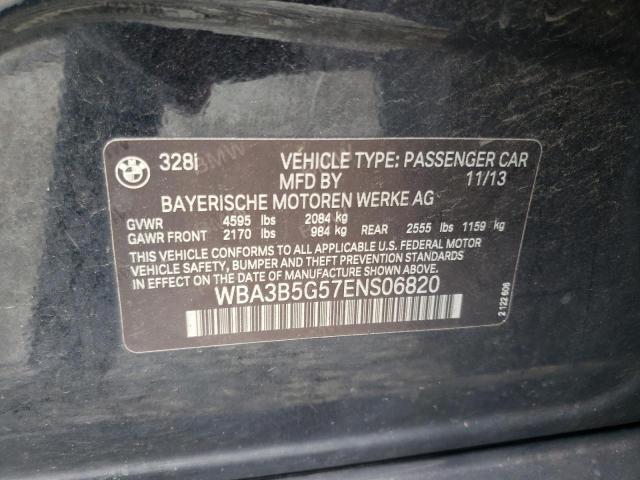 BMW 328i VEHICLE TYPE: PASSENGER CAR
MFD BY 11/13
BAYERISCHE MOTOREN WERKE AG
GVWR 4595 lbs 2084 kg
GAWR FRONT 2170 lbs 984 kg REAR 2555 lbs 1159 kg
THIS VEHICLE CONFORMS TO ALL APPLICABLE U.S. FEDERAL MOTOR
VEHICLE SAFETY, BUMPER, AND THEFT PREVENTION STANDARDS
IN EFFECT ON THE DATE OF MANUFACTURE SHOWN ABOVE.
WBA3B5G57ENS06820
2 122 606